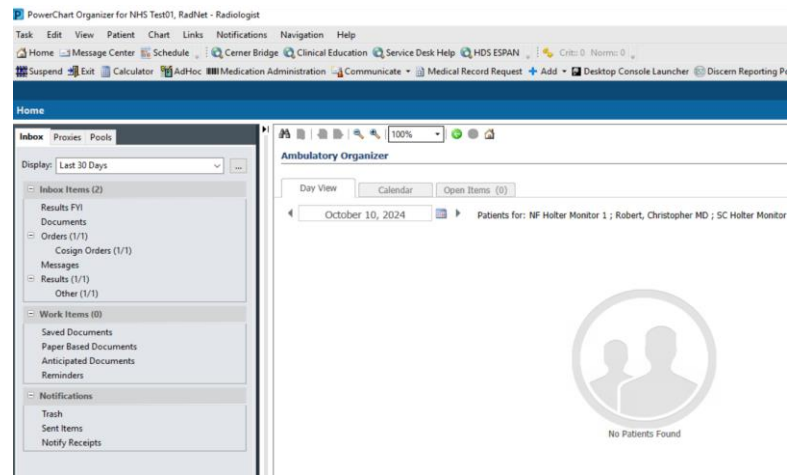 PowerChart Organizer for NHS Test01, RadNet - Radiologist
Task Edit View Patient Chart Links Notifications Navigation Help
Home Message Center Schedule Cerner Bridge Clinical Education Service Desk Help HDS ESPAN Criti: 0 Norm: 0
Suspend Exit Calculator AdHoc Medication Administration Communicate Medical Record Request Add Desktop Console Launcher Discern Reporting
Home
Inbox Proxies Pools
Display: Last 30 Days ...
Inbox Items (2)
Results FYI
Documents
Orders (1/1)
Cosign Orders (1/1)
Messages
Results (1/1)
Other (1/1)
Work Items (0)
Saved Documents
Paper Based Documents
Anticipated Documents
Reminders
Notifications
Trash
Sent Items
Notify Receipts
100%
Ambulatory Organizer
Day View Calendar Open Items (0)
October 10, 2024 Patients for: NF Holter Monitor 1 ; Robert, Christopher MD ; SC Holter Monitor
No Patients Found